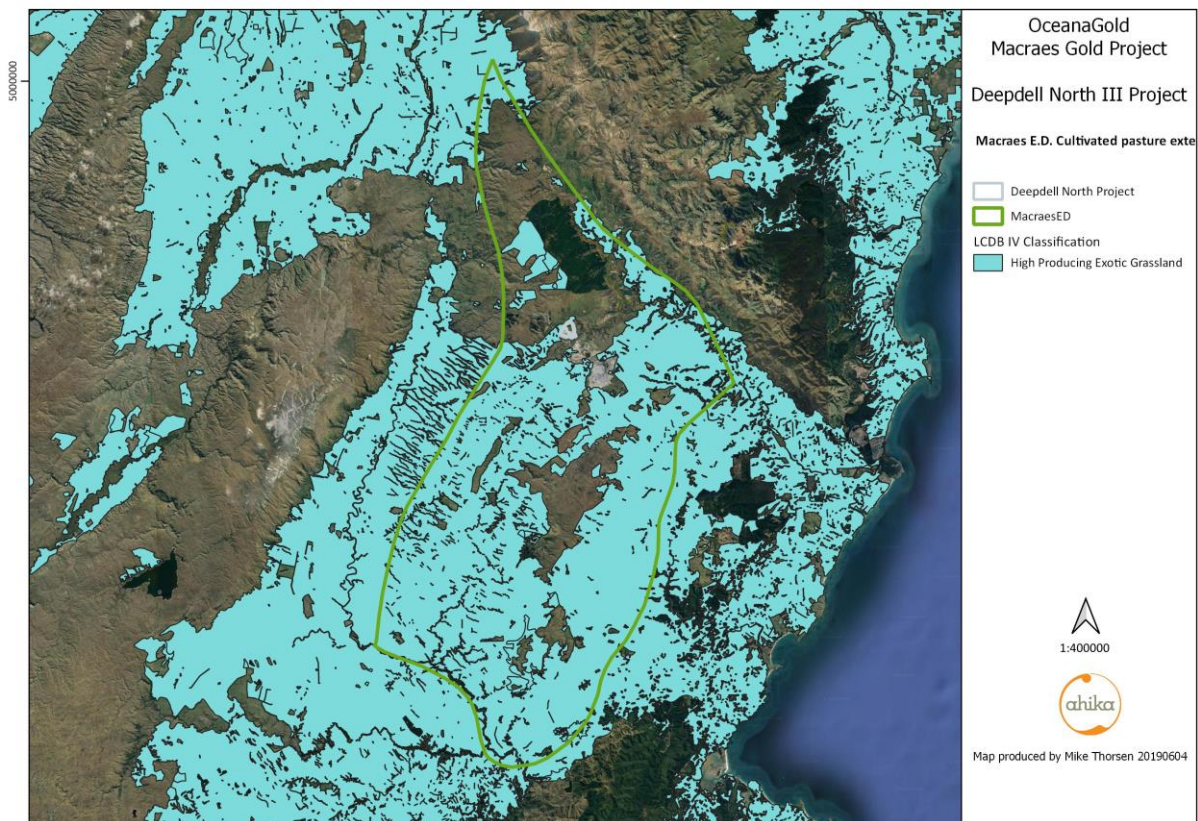 OceanaGold
Macraes Gold Project
Deepdell North III Project
Macraes E.D. Cultivated pasture exte
Deepdell North Project
MacraesED
LCDB IV Classification
High Producing Exotic Grassland
5000000
1:400000
ahika
Map produced by Mike Thorsen 20190604